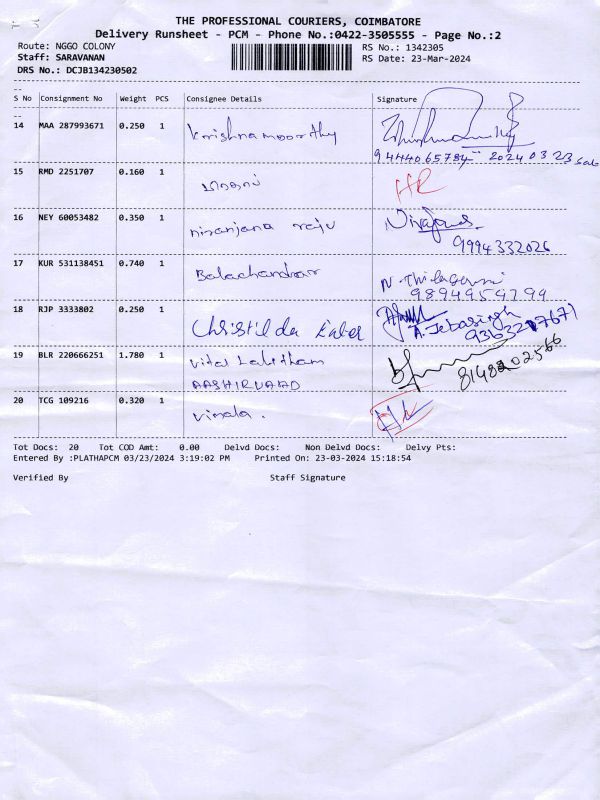 THE PROFESSIONAL COURIERS, COIMBATORE
Delivery Runsheet - PCM - Phone No.:0422-3505555 - Page No.:2
Route: NGGO COLONY RS No.: 1342305
Staff: SARAVANAN RS Date: 23-Mar-2024
DRS No.: DCJB134230502
S No Consignment No Weight PCS Consignee Details Signature
14 MAA 287993671 0.250 1 Krishnamoorthy
9444065784 2024 03 23 Sat
15 RMD 2251707 0.160 1
16 NEY 60053482 0.350 1 niranjana raju
9994332026
17 KUR 531138451 0.740 1 Balachandran N. Thilagavni
9894959799
18 RJP 3333802 0.250 1 Christilda A. Jebasingh
9363217671
19 BLR 220666251 1.780 1 Vital Lalitham
AASHIRVAAD 8148202566
20 TCG 109216 0.320 1 Vimala.
Tot Docs: 20 Tot COD Amt: 0.00 Delvd Docs: Non Delvd Docs: Delvy Pts:
Entered By :PLATHAPCM 03/23/2024 3:19:02 PM Printed On: 23-03-2024 15:18:54
Verified By Staff Signature